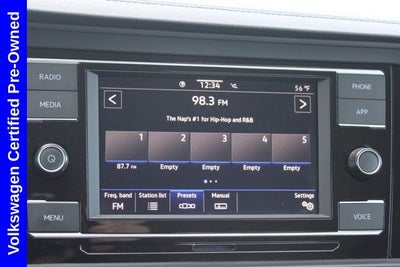 Volkswagen Certified Pre-Owned
RADIO
MEDIA
MENU
12:34
56 °F
98.3 FM
The Nap's #1 for Hip-Hop and R&B
1 2 3 4 5
87.7 FM Empty Empty Empty Empty
Freq. band Station list Presets Manual Settings
FM
PHONE
APP
VOICE